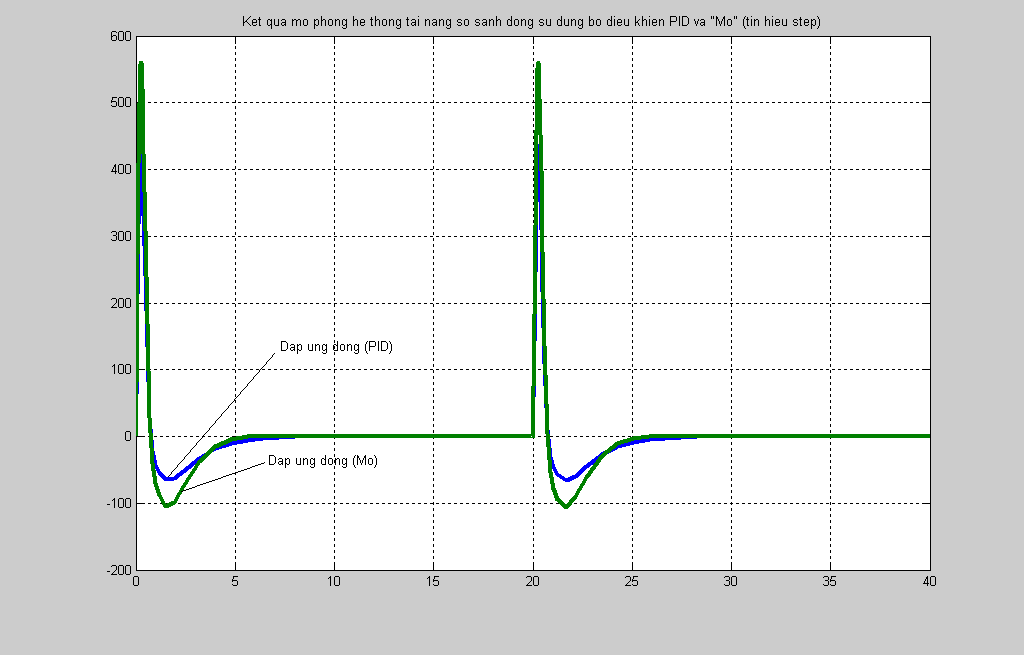 Ket qua mo phong he thong tai nang so sanh dong su dung bo dieu khien PID va "Mo" (tin hieu step)
600
500
400
300
200
100
0
-100
-200
Dap ung dong (PID)
Dap ung dong (Mo)
0 5 10 15 20 25 30 35 40